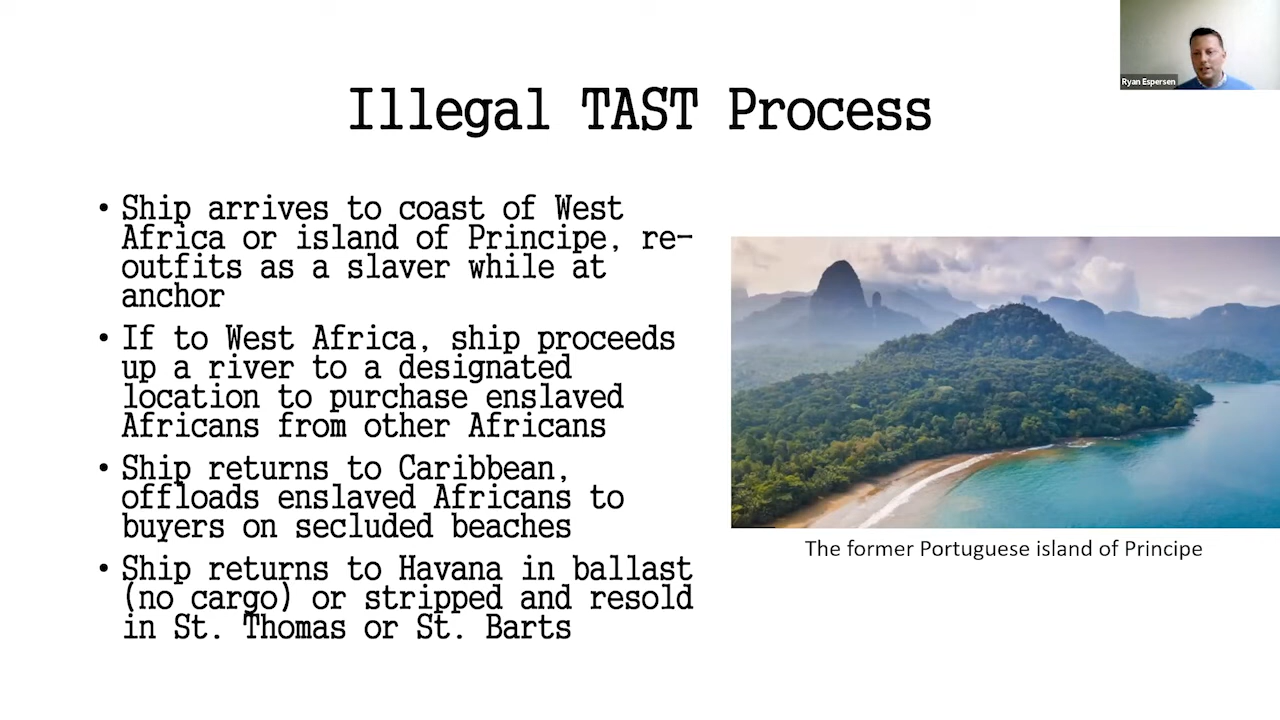 Ryan Espersen
Illegal TAST Process
• Ship arrives to coast of West
Africa or island of Principe, re-
outfits as a slaver while at
anchor
• If to West Africa, ship proceeds
up a river to a designated
location to purchase enslaved
Africans from other Africans
• Ship returns to Caribbean,
offloads enslaved Africans to
buyers on secluded beaches
• Ship returns to Havana in ballast
(no cargo) or stripped and resold
in St. Thomas or St. Barts
The former Portuguese island of Principe